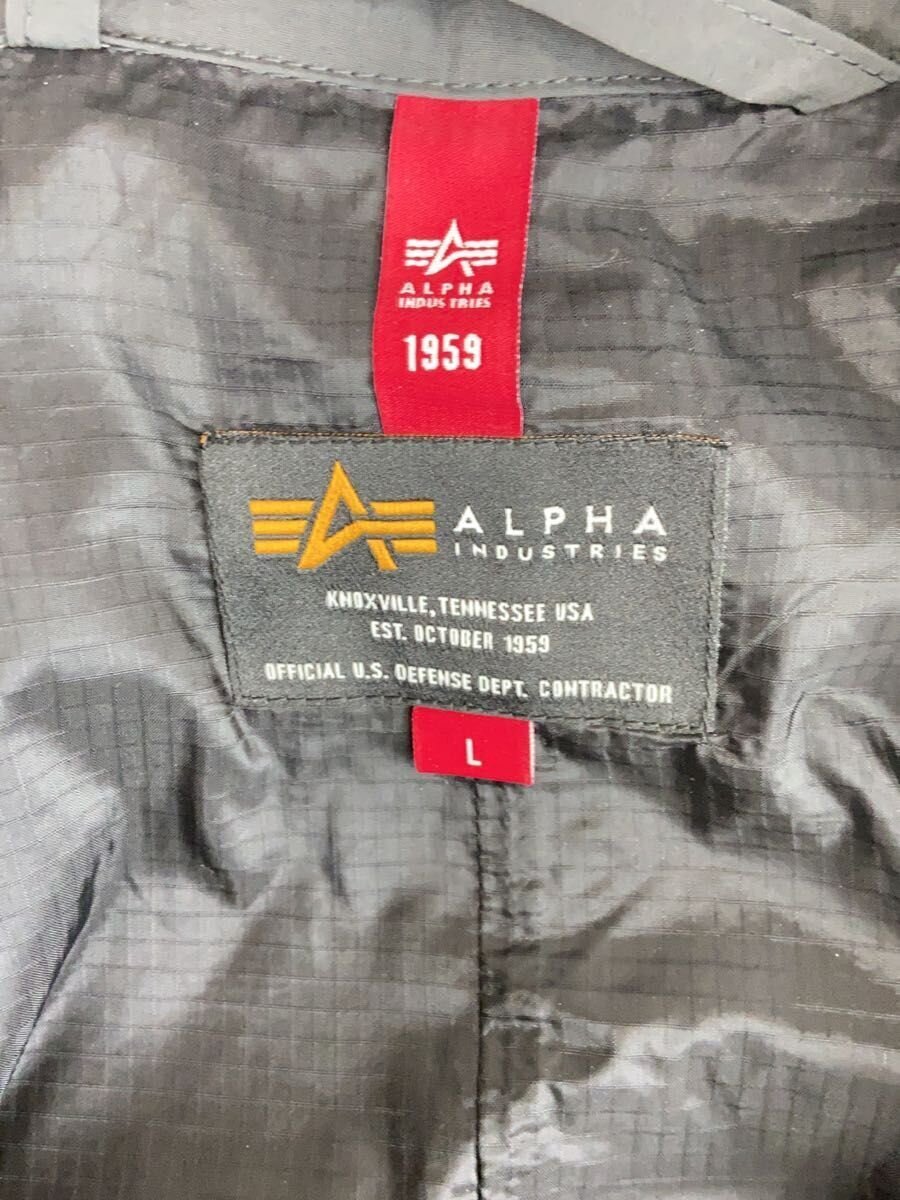 ALPHA
INDUSTRIES
1959
ALPHA
INDUSTRIES
KNOXVILLE, TENNESSEE USA
EST. OCTOBER 1959
OFFICIAL U.S. DEFENSE DEPT. CONTRACTOR
L